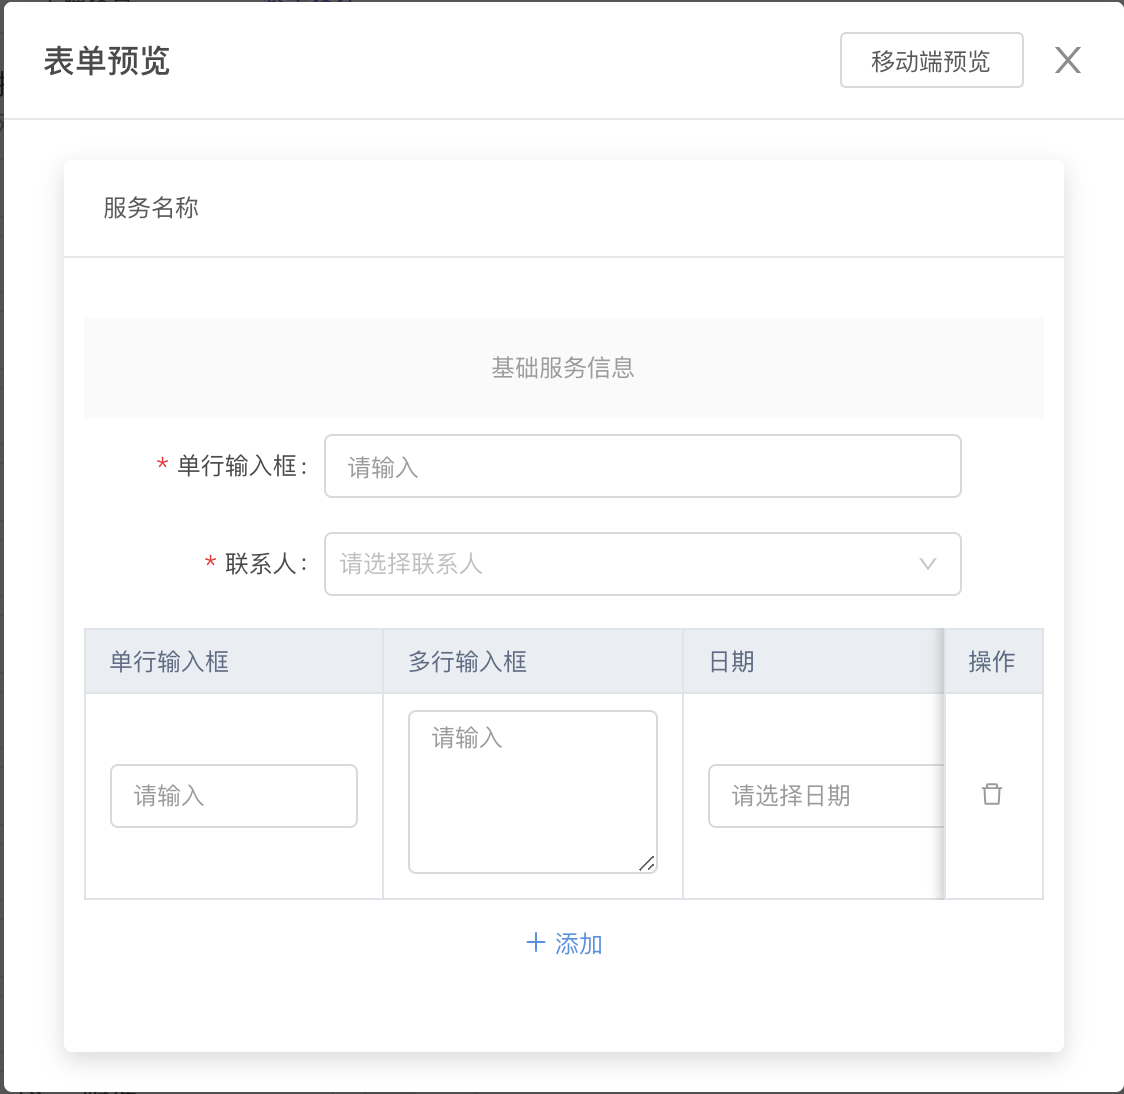 表单预览
移动端预览
服务名称
基础服务信息
* 单行输入框:
请输入
* 联系人:
请选择联系人
单行输入框 多行输入框 日期 操作
请输入
请输入 请选择日期
+ 添加